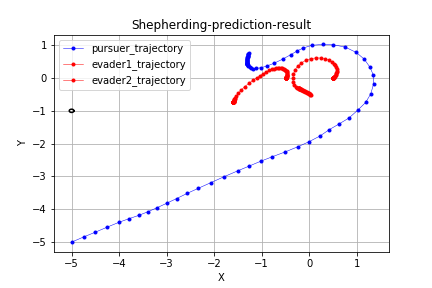 Shepherding-prediction-result
pursuer_trajectory
evader1_trajectory
evader2_trajectory
Y
1
0
−1
−2
−3
−4
−5
−5
−4
−3
−2
−1
0
1
X